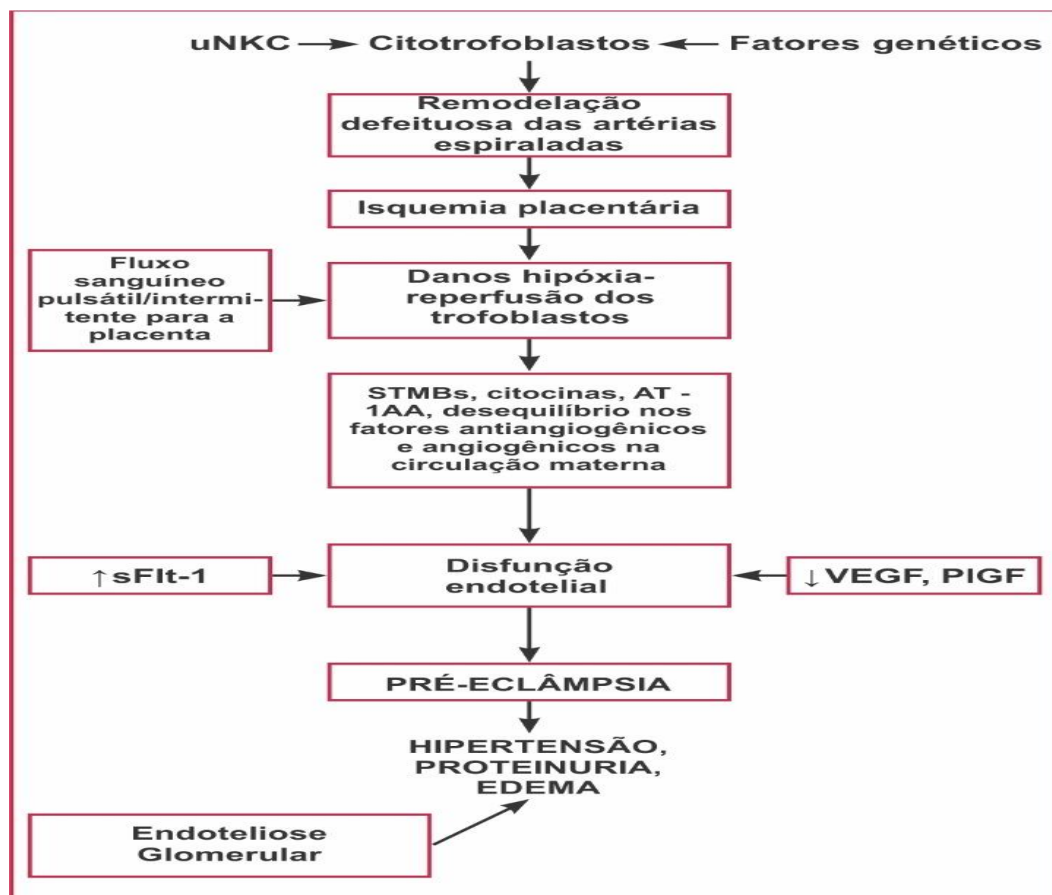 uNKC Citotrofoblastos Fatores genéticos
Remodelação
defeituosa das artérias
espiraladas
Isquemia placentária
Fluxo
sanguíneo
pulsátil/intermi-
tente para a
placenta
Danos hipóxia-
reperfusão dos
trofoblastos
STMBs, citocinas, AT -
1AA, desequilíbrio nos
fatores antiangiogênicos
e angiogênicos na
circulação materna
↑sFlt-1
Disfunção
endotelial
↓VEGF, PIGF
PRÉ-ECLÂMPSIA
HIPERTENSÃO,
PROTEINURIA,
EDEMA
Endoteliose
Glomerular